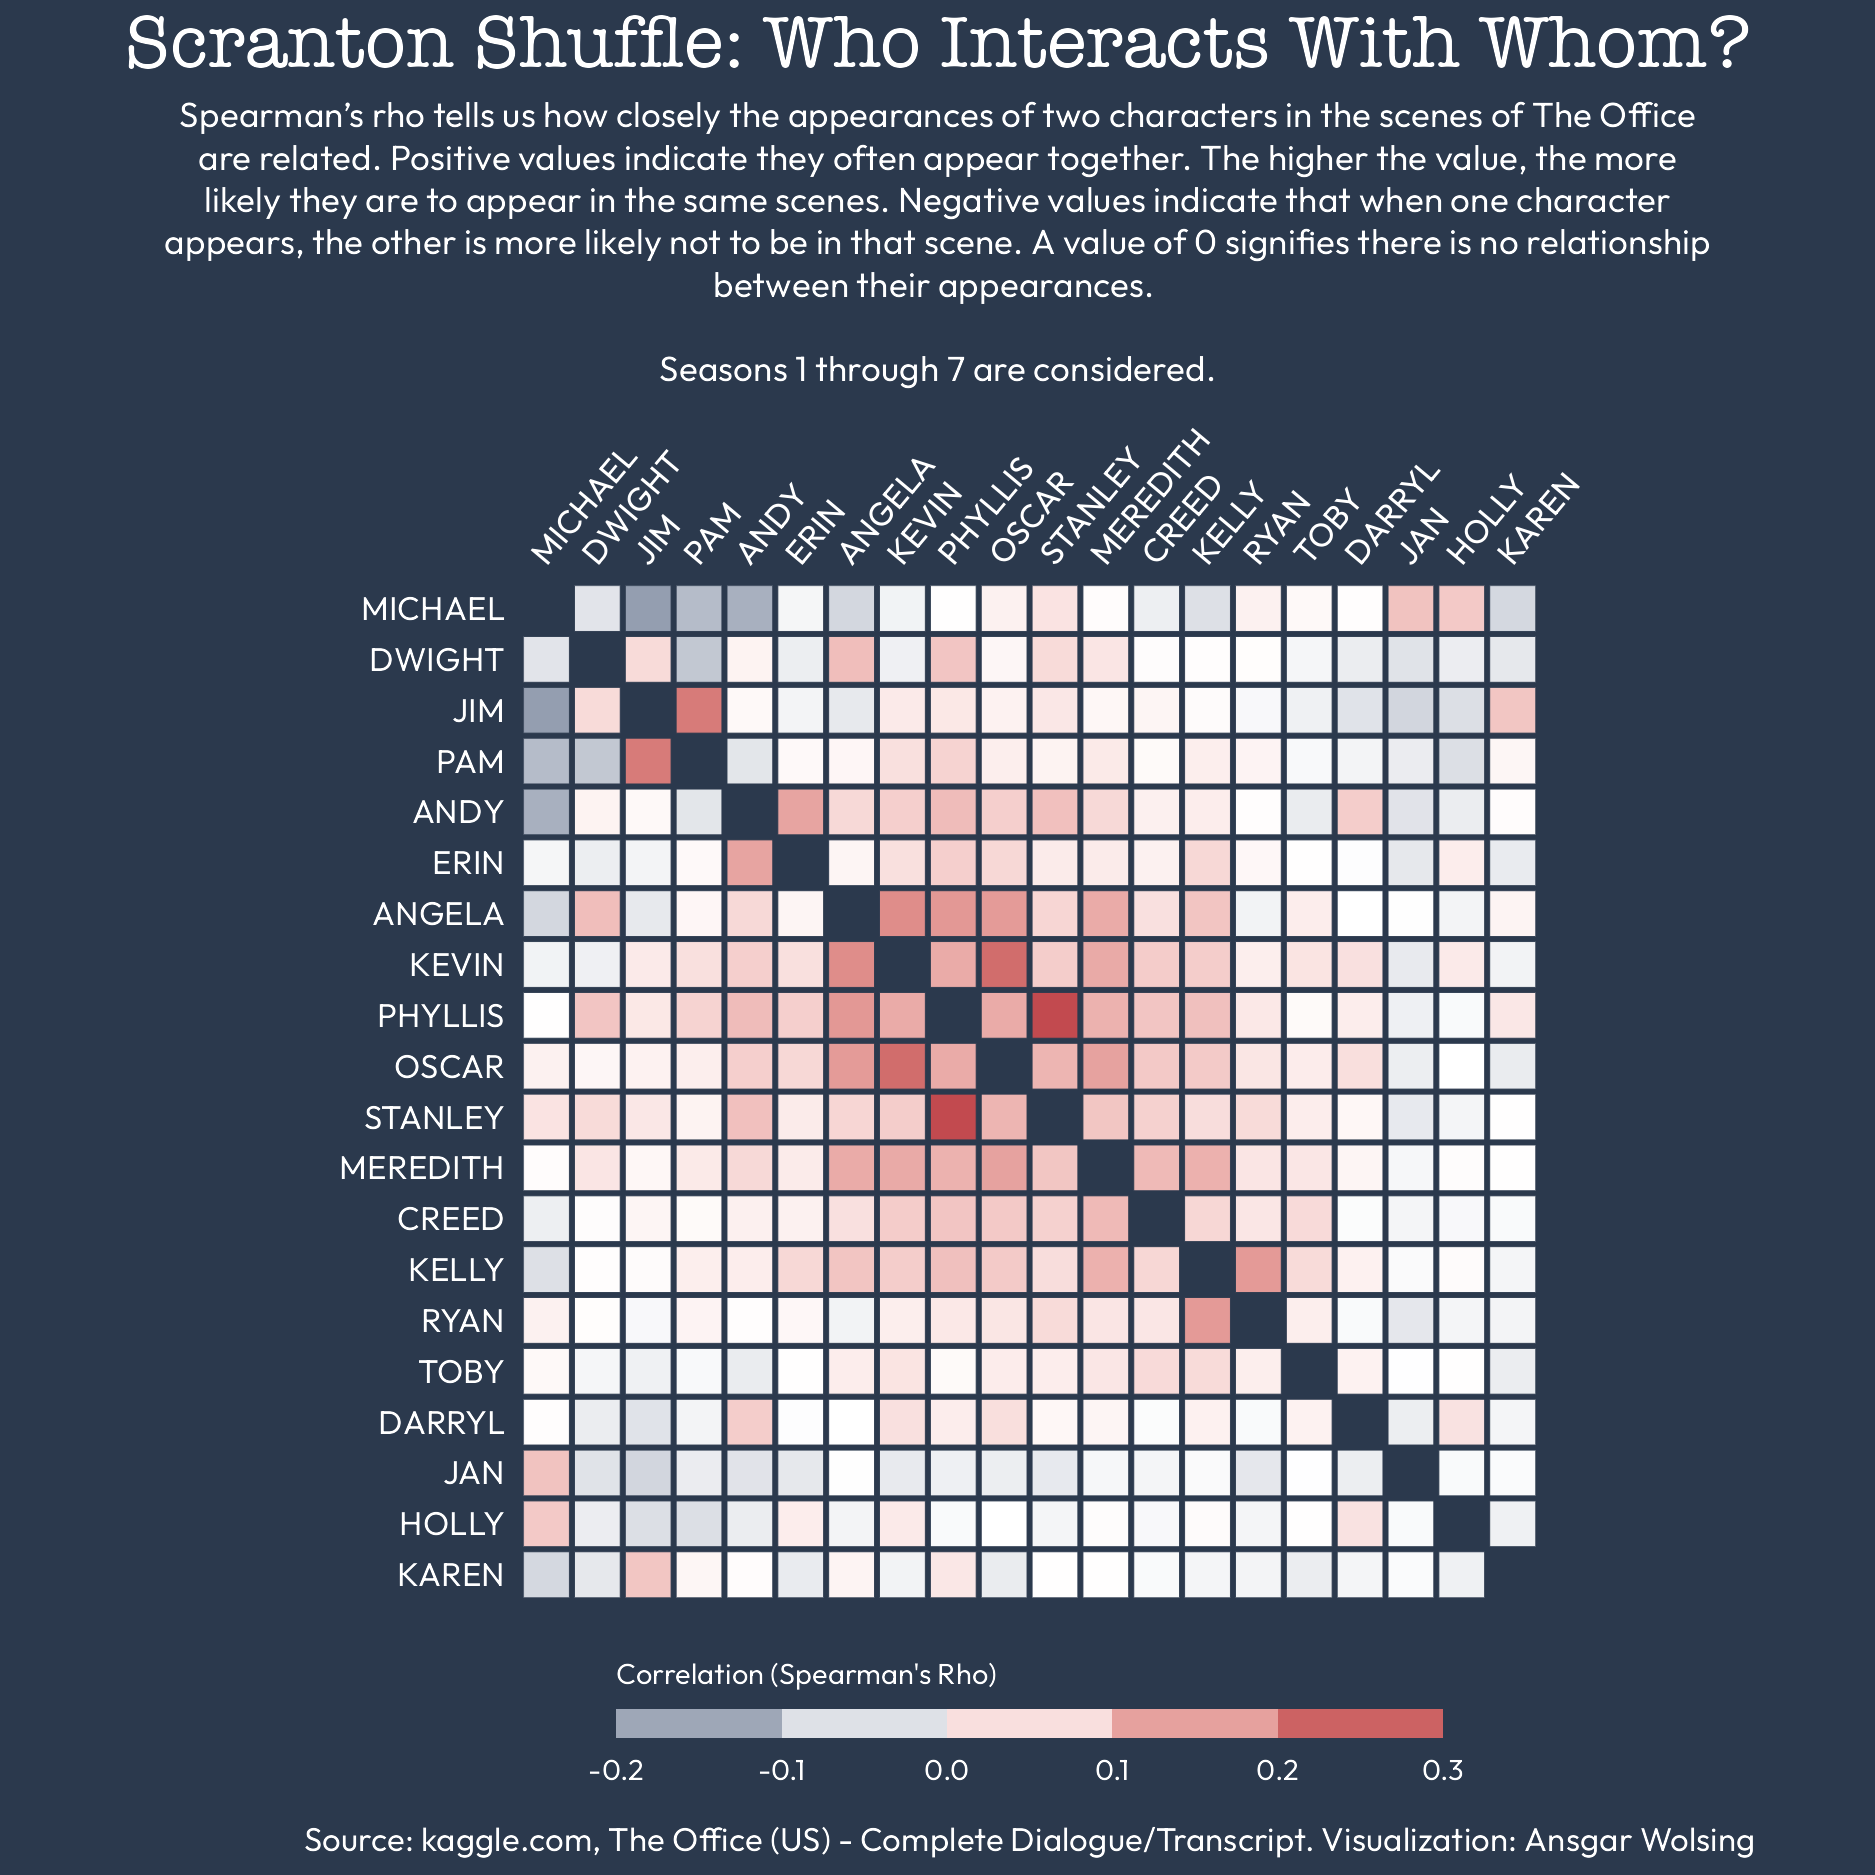 Scranton Shuffle: Who Interacts With Whom?
Spearman’s rho tells us how closely the appearances of two characters in the scenes of The Office
are related. Positive values indicate they often appear together. The higher the value, the more
likely they are to appear in the same scenes. Negative values indicate that when one character
appears, the other is more likely not to be in that scene. A value of 0 signifies there is no relationship
between their appearances.
Seasons 1 through 7 are considered.
MICHAEL
DWIGHT
JIM
PAM
ANDY
ERIN
ANGELA
KEVIN
PHYLLIS
OSCAR
STANLEY
MEREDITH
CREED
KELLY
RYAN
TOBY
DARRYL
JAN
HOLLY
KAREN
MICHAEL
DWIGHT
JIM
PAM
ANDY
ERIN
ANGELA
KEVIN
PHYLLIS
OSCAR
STANLEY
MEREDITH
CREED
KELLY
RYAN
TOBY
DARRYL
JAN
HOLLY
KAREN
Correlation (Spearman's Rho)
-0.2 -0.1 0.0 0.1 0.2 0.3
Source: kaggle.com, The Office (US) - Complete Dialogue/Transcript. Visualization: Ansgar Wolsing